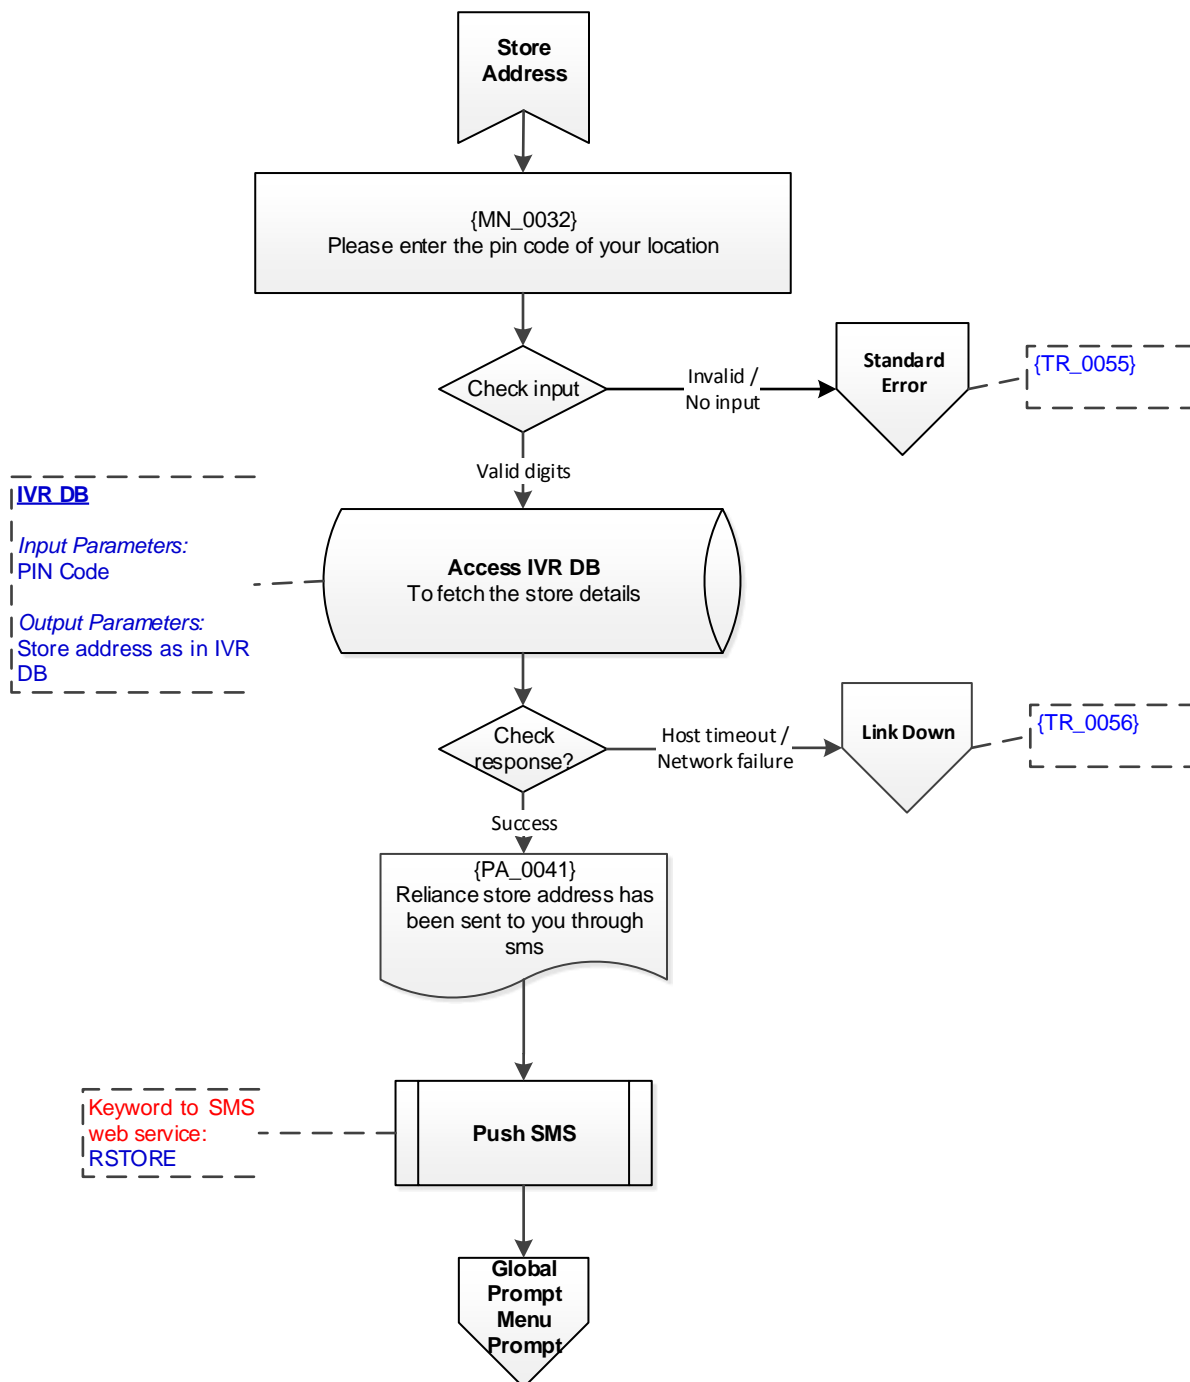 Store
Address
{MN_0032}
Please enter the pin code of your location
Check input
Invalid /
No input
Standard
Error
{TR_0055}
Valid digits
IVR DB
Input Parameters:
PIN Code
Output Parameters:
Store address as in IVR
DB
Access IVR DB
To fetch the store details
Check
response?
Host timeout /
Network failure
Link Down
{TR_0056}
Success
{PA_0041}
Reliance store address has
been sent to you through
sms
Keyword to SMS
web service:
RSTORE
Push SMS
Global
Prompt
Menu
Prompt